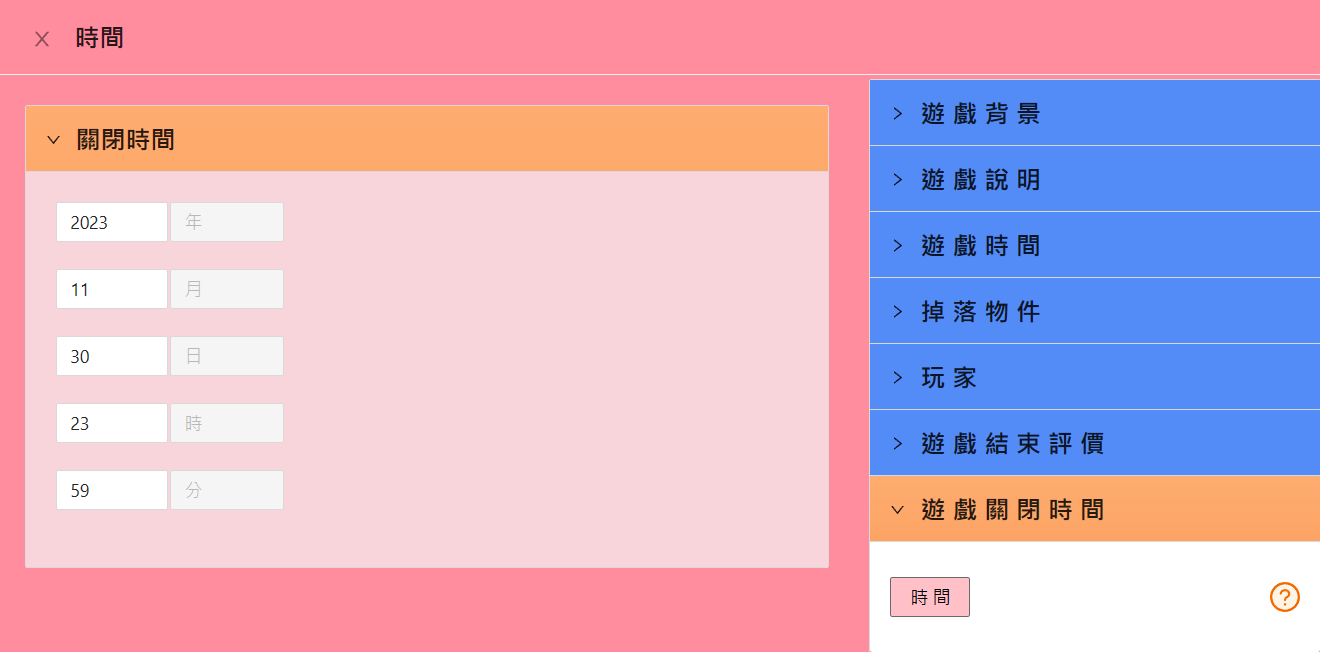 時間
關閉時間
2023 年
11 月
30 日
23 時
59 分
遊戲背景
遊戲說明
遊戲時間
掉落物件
玩家
遊戲結束評價
遊戲關閉時間
時間